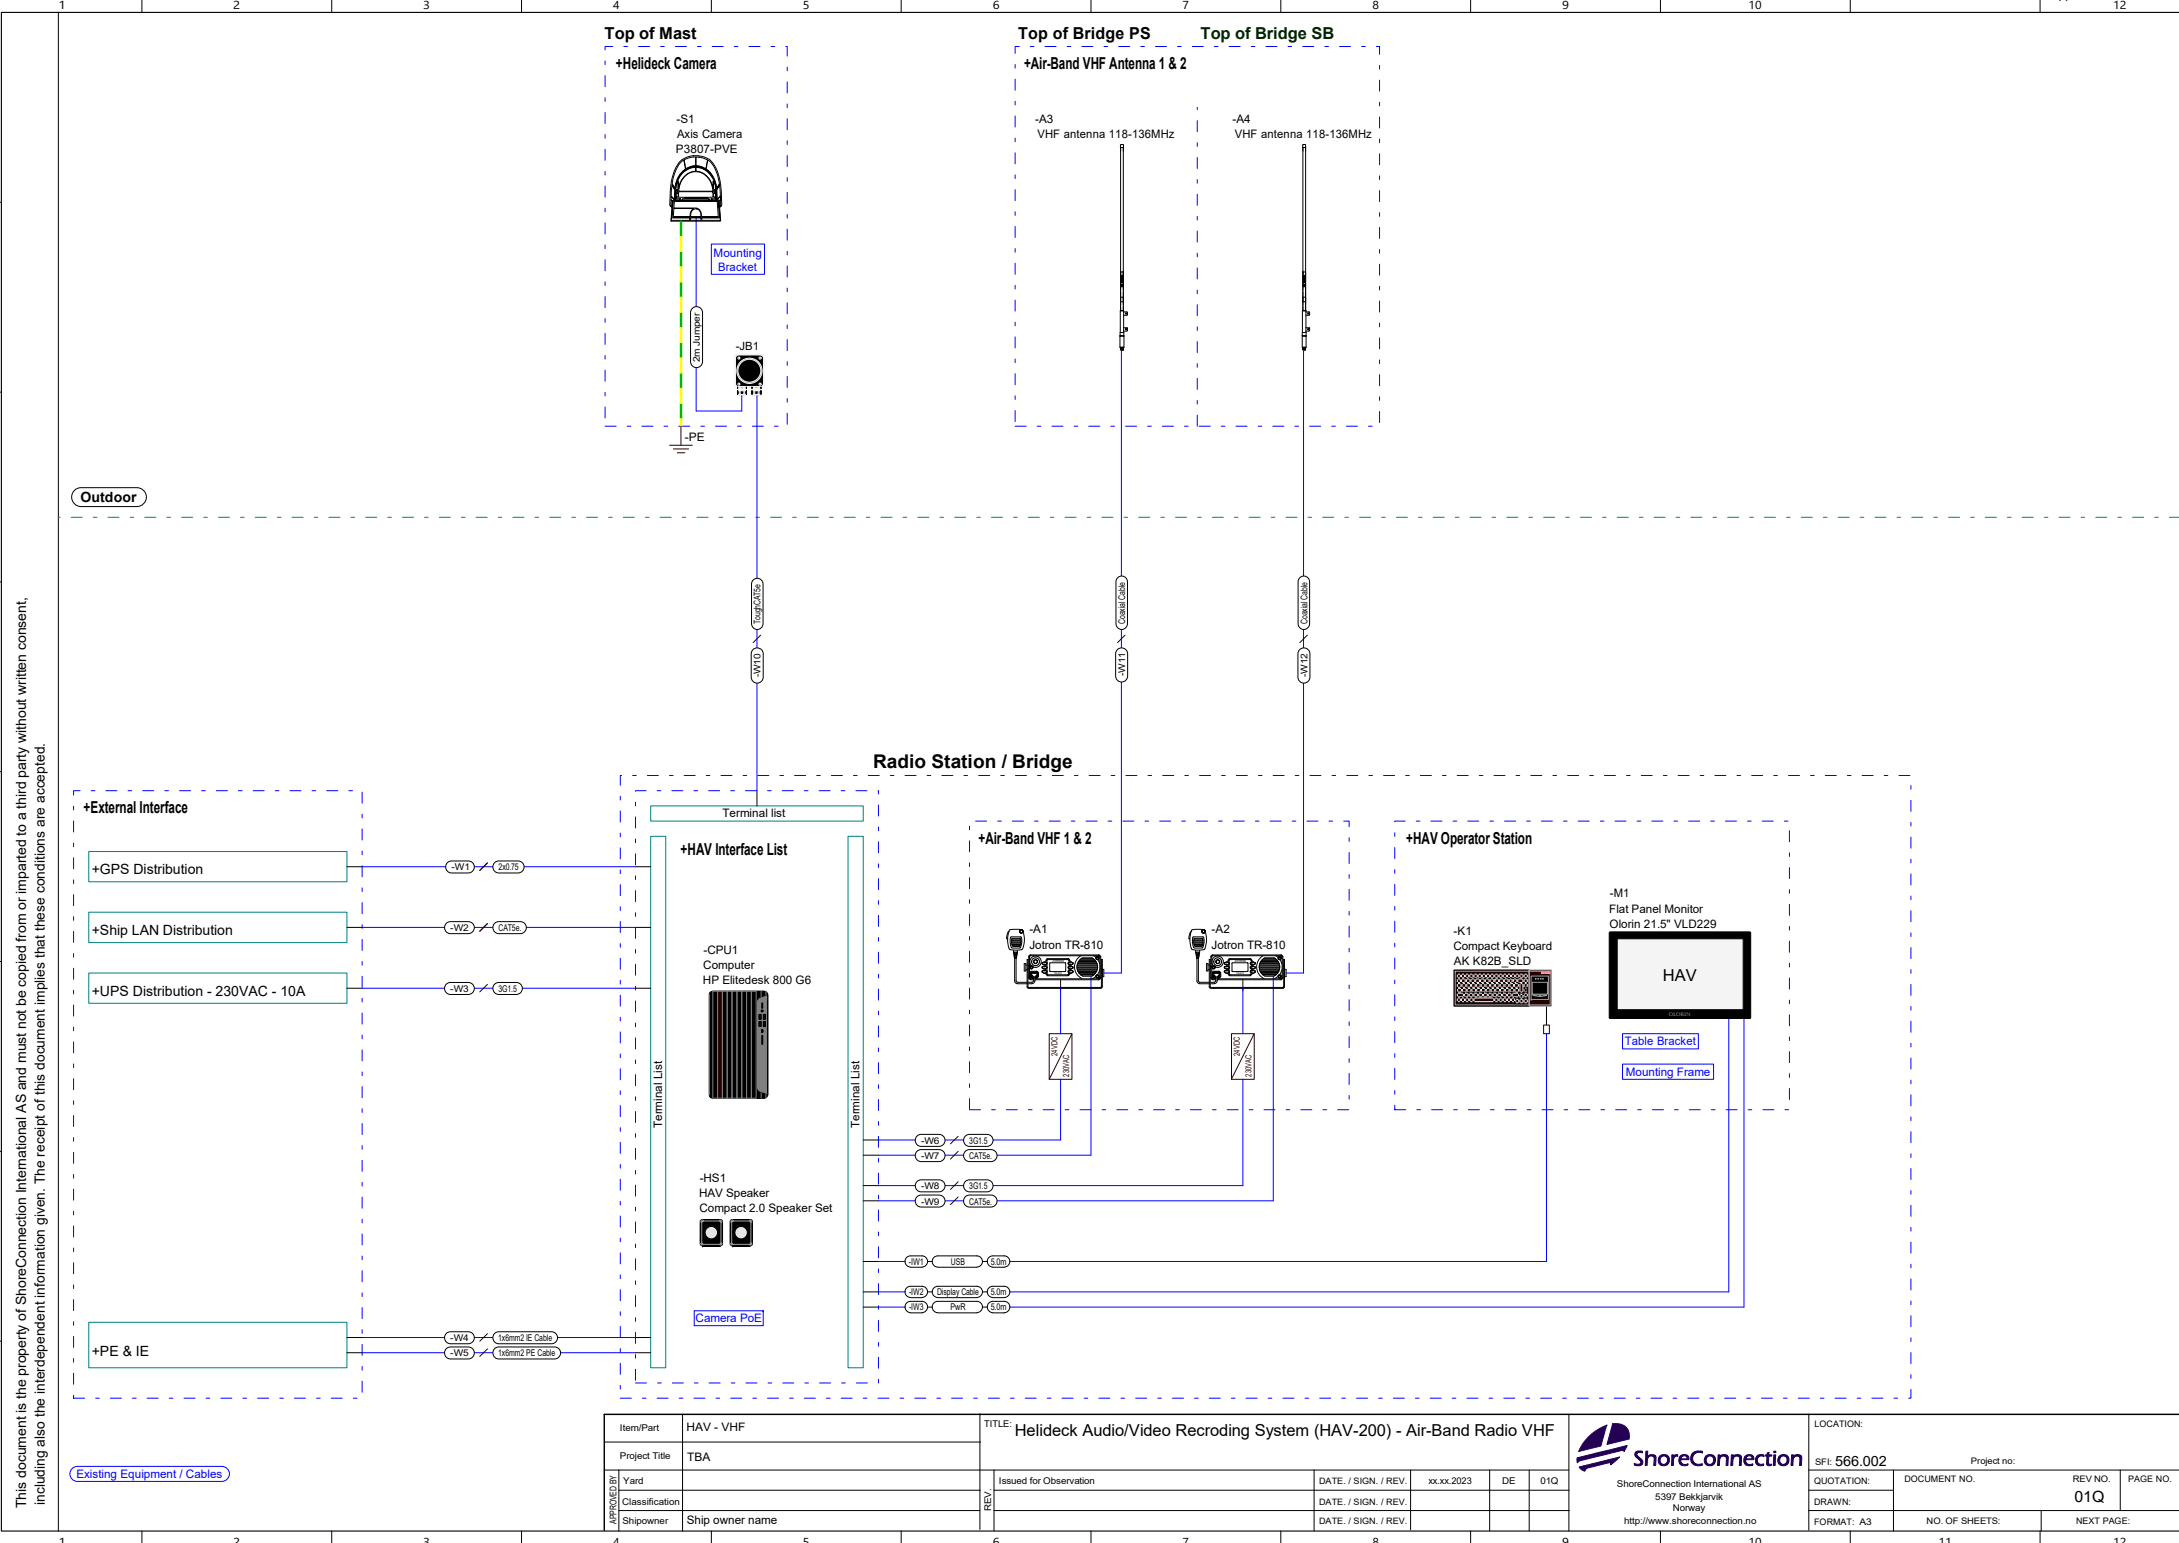 1 2 3 4 5 6 7 8 9 10 12
Top of Mast
+Helideck Camera
-S1
Axis Camera
P3807-PVE
Mounting
Bracket
2m Jumper
-JB1
-PE
Top of Bridge PS
Top of Bridge SB
+Air-Band VHF Antenna 1 & 2
-A3
VHF antenna 118-136MHz
-A4
VHF antenna 118-136MHz
Outdoor
ToughCAT5e
-W10
Coaxial Cable
-W11
Coaxial Cable
-W12
Radio Station / Bridge
+External Interface
+GPS Distribution
-W1 2x0.75
+Ship LAN Distribution
-W2 CAT5e.
+UPS Distribution - 230VAC - 10A
-W3 3G1.5
+PE & IE
-W4 1x6mm2 IE Cable
-W5 1x6mm2 PE Cable
Terminal list
Terminal List
Terminal List
+HAV Interface List
-CPU1
Computer
HP Elitedesk 800 G6
-HS1
HAV Speaker
Compact 2.0 Speaker Set
Camera PoE
+Air-Band VHF 1 & 2
-A1
Jotron TR-810
24VDC
230VAC
-A2
Jotron TR-810
24VDC
230VAC
-W6 3G1.5
-W7 CAT5e.
-W8 3G1.5
-W9 CAT5e.
-IW1 USB 5.0m
-IW2 Display Cable 5.0m
-IW3 PwR 5.0m
+HAV Operator Station
-K1
Compact Keyboard
AK K82B_SLD
-M1
Flat Panel Monitor
Olorin 21.5" VLD229
HAV
OLORIN
Table Bracket
Mounting Frame
This document is the property of ShoreConnection International AS and must not be copied from or imparted to a third party without written consent,
including also the interdependent information given. The receipt of this document implies that these conditions are accepted.
Existing Equipment / Cables
Item/Part HAV - VHF
Project Title TBA
APPROVED BY
Yard
Classification
Shipowner Ship owner name
TITLE: Helideck Audio/Video Recroding System (HAV-200) - Air-Band Radio VHF
REV.
Issued for Observation DATE. / SIGN. / REV. xx.xx.2023 DE 01Q
DATE. / SIGN. / REV.
DATE. / SIGN. / REV.
ShoreConnection
ShoreConnection International AS
5397 Bekkjarvik
Norway
http://www.shoreconnection.no
LOCATION:
SFI: 566.002 Project no:
QUOTATION: DOCUMENT NO. REV NO. PAGE NO.
01Q
DRAWN:
FORMAT: A3 NO. OF SHEETS: NEXT PAGE:
1 2 3 4 5 6 7 8 9 10 11 12